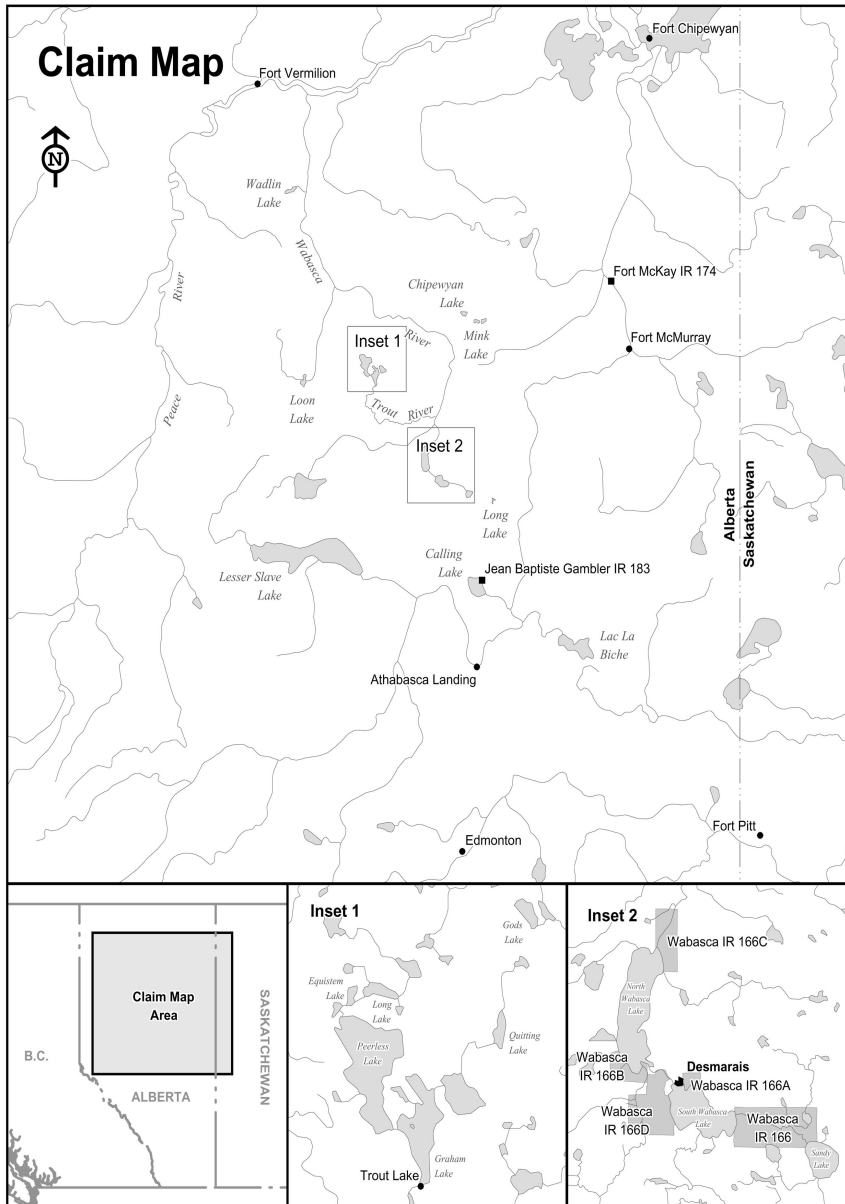 Claim Map
N
Fort Chipewyan
Fort Vermilion
Wadlin
Lake
Wabasca
River
Fort McKay IR 174
Chipewyan
Lake
River
Mink
Lake
Fort McMurray
Inset 1
Loon
Lake
Trout River
Peace
River
Inset 2
Long
Lake
Alberta
Saskatchewan
Calling
Lake
Jean Baptiste Gambler IR 183
Lesser Slave
Lake
Lac La
Biche
Athabasca Landing
Fort Pitt
Edmonton
Claim Map
Area
B.C.
ALBERTA
SASKATCHEWAN
Inset 1
Gods
Lake
Equistem
Lake
Long
Lake
Peerless
Lake
Quitting
Lake
Graham
Lake
Trout Lake
Inset 2
Wabasca IR 166C
North
Wabasca
Lake
Wabasca
IR 166B
Desmarais
Wabasca IR 166A
Wabasca
IR 166D
South Wabasca
Lake
Wabasca
IR 166
Sandy
Lake